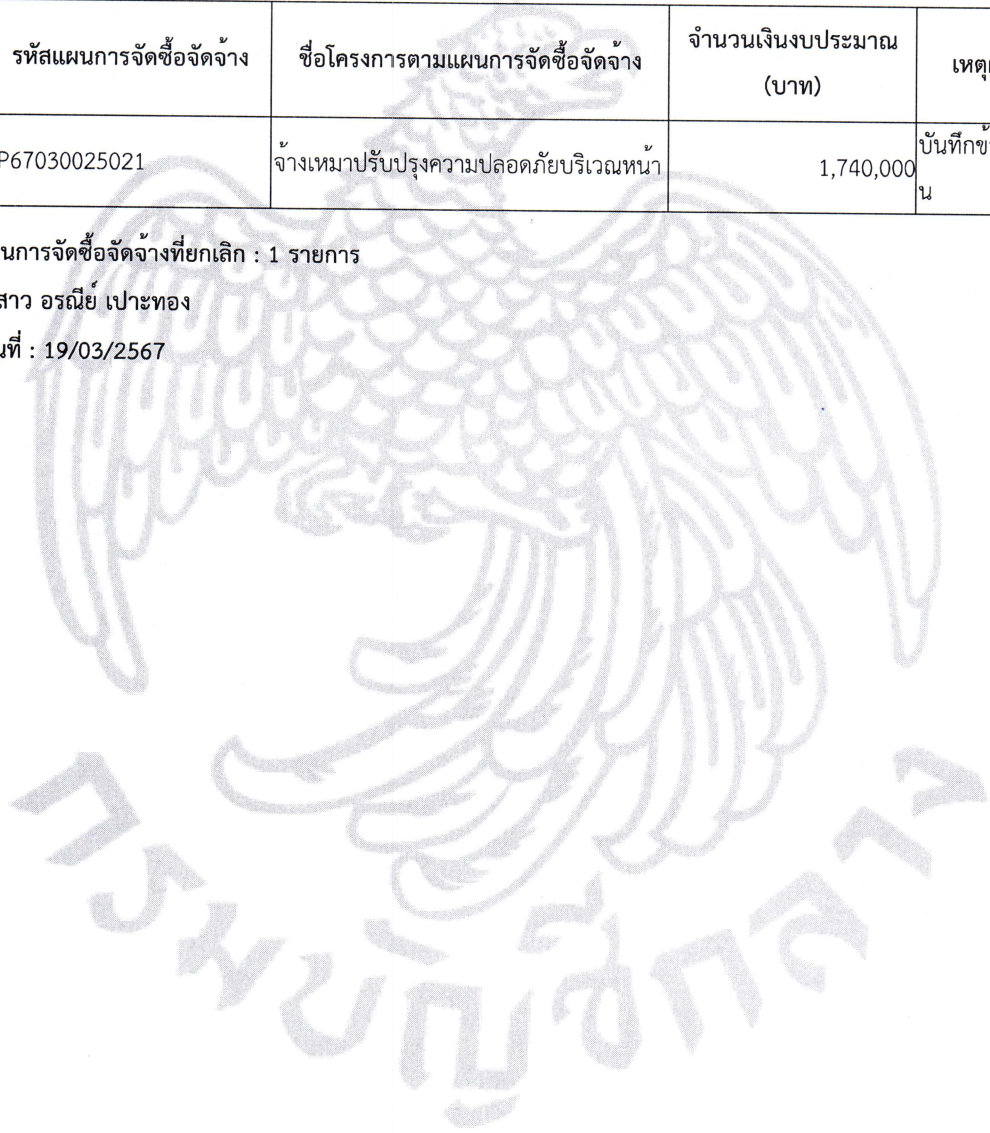 รหัสแผนการจัดซื้อจัดจ้าง
ชื่อโครงการตามแผนการจัดซื้อจัดจ้าง
จำนวนเงินงบประมาณ
(บาท)
P67030025021
จ้างเหมาปรับปรุงความปลอดภัยบริเวณหน้า
1,740,000
บันทึก
น
นการจัดซื้อจัดจ้างที่ยกเลิก : 1 รายการ
สาว อรณีย์ เปาะทอง
นที่ : 19/03/2567
กรมบัญชีกลาง